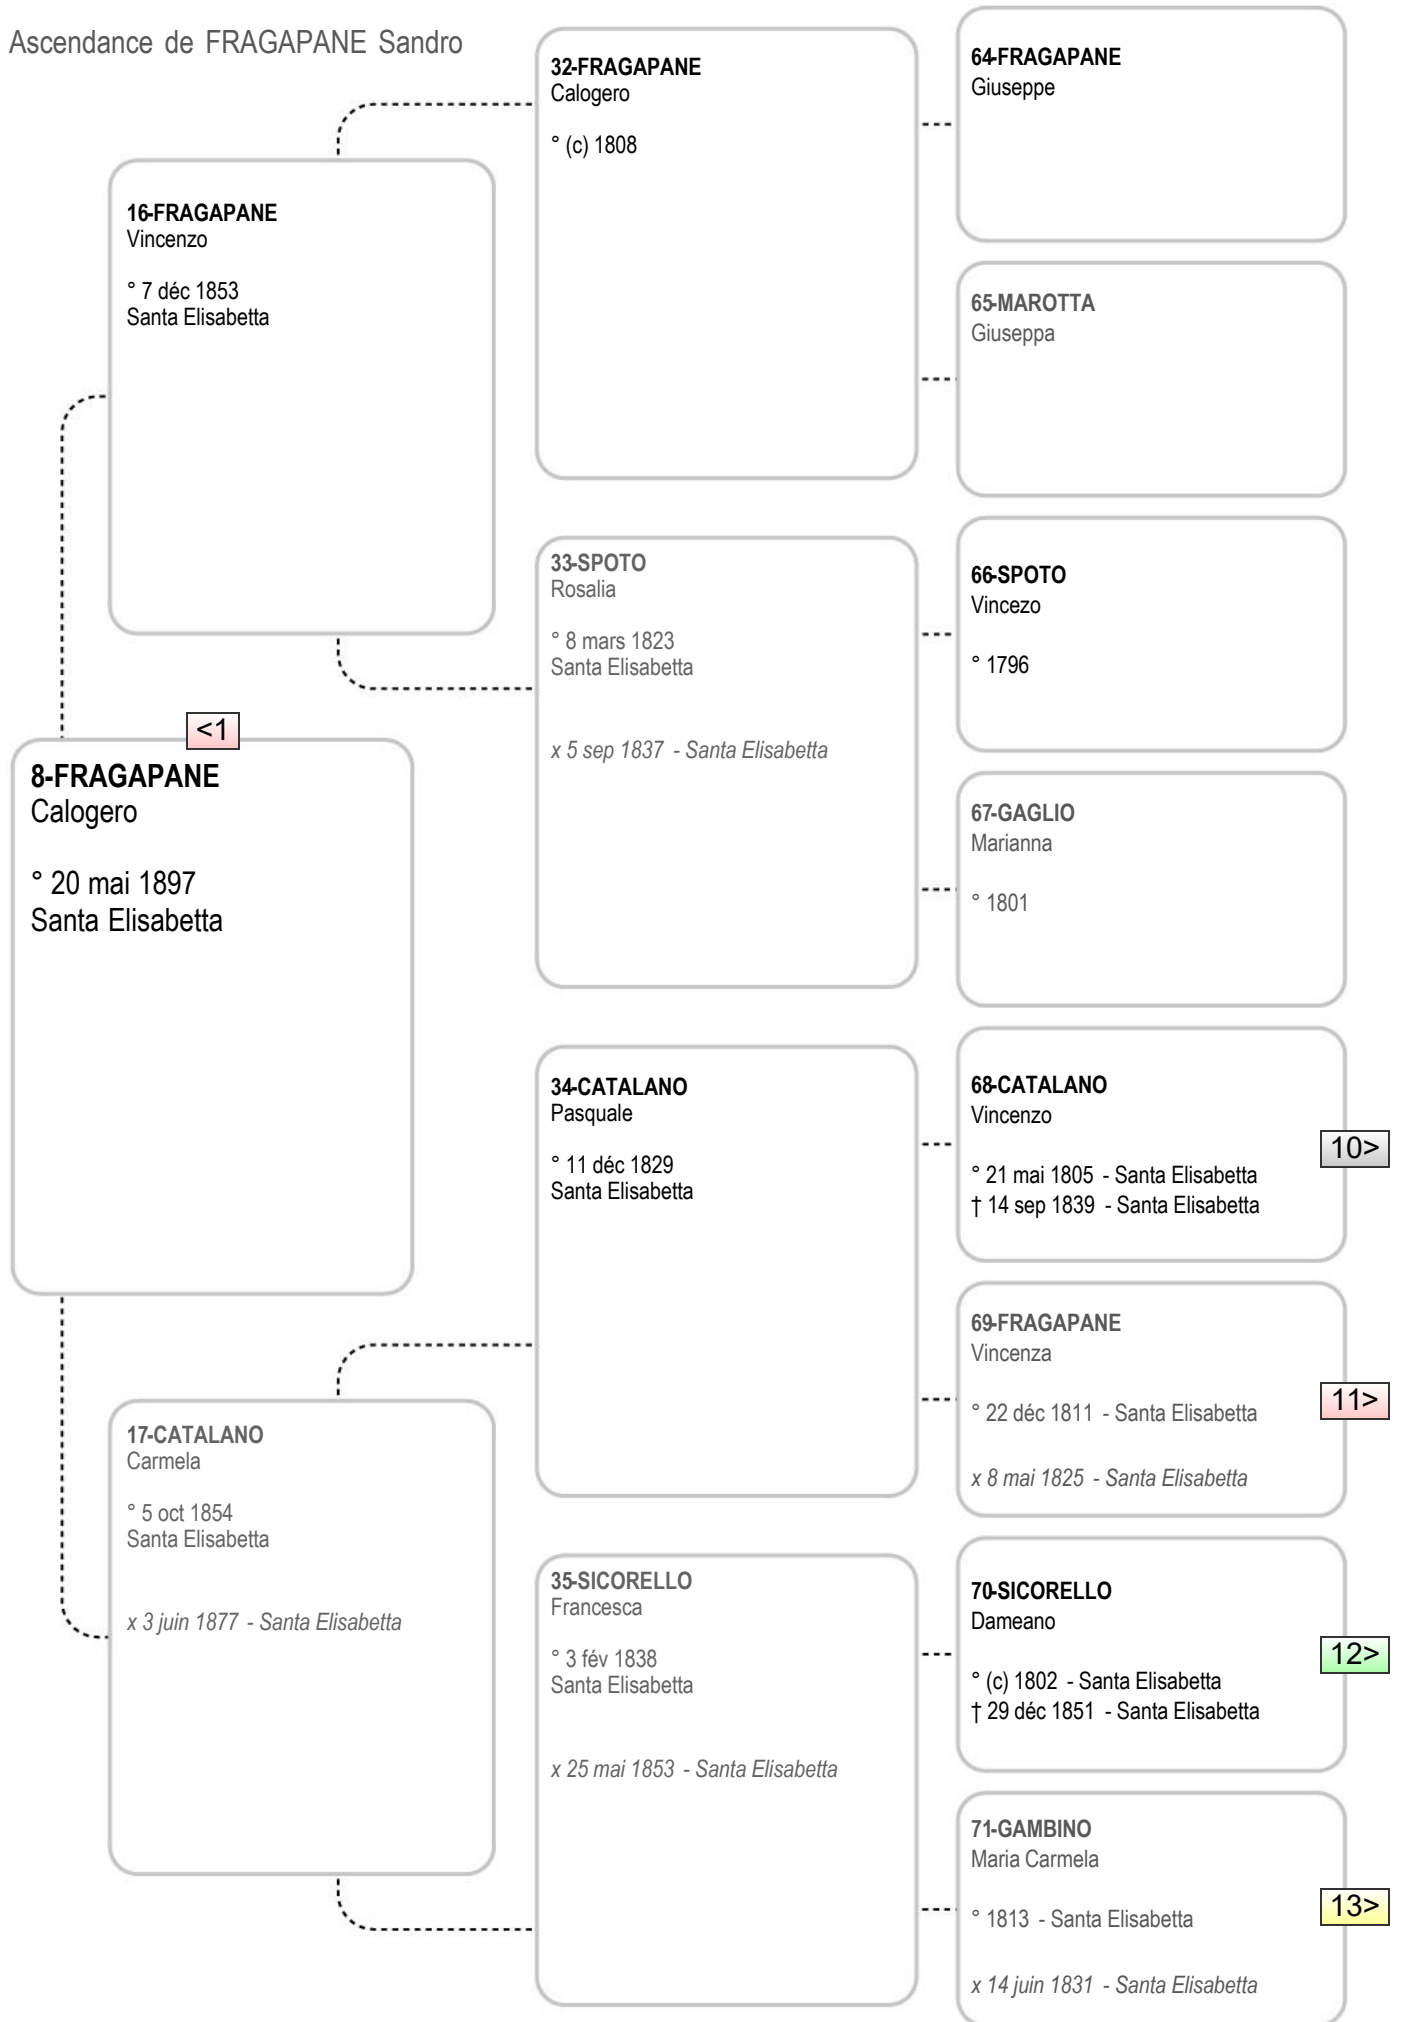 Ascendance de FRAGAPANE Sandro
<1
8-FRAGAPANE
Calogero
° 20 mai 1897
Santa Elisabetta
16-FRAGAPANE
Vincenzo
° 7 déc 1853
Santa Elisabetta
17-CATALANO
Carmela
° 5 oct 1854
Santa Elisabetta
x 3 juin 1877 - Santa Elisabetta
32-FRAGAPANE
Calogero
° (c) 1808
33-SPOTO
Rosalia
° 8 mars 1823
Santa Elisabetta
x 5 sep 1837 - Santa Elisabetta
34-CATALANO
Pasquale
° 11 déc 1829
Santa Elisabetta
35-SICORELLO
Francesca
° 3 fév 1838
Santa Elisabetta
x 25 mai 1853 - Santa Elisabetta
64-FRAGAPANE
Giuseppe
65-MAROTTA
Giuseppa
66-SPOTO
Vincezo
° 1796
67-GAGLIO
Marianna
° 1801
68-CATALANO
Vincenzo
° 21 mai 1805 - Santa Elisabetta
† 14 sep 1839 - Santa Elisabetta
10>
69-FRAGAPANE
Vincenza
° 22 déc 1811 - Santa Elisabetta
x 8 mai 1825 - Santa Elisabetta
11>
70-SICORELLO
Dameano
° (c) 1802 - Santa Elisabetta
† 29 déc 1851 - Santa Elisabetta
12>
71-GAMBINO
Maria Carmela
° 1813 - Santa Elisabetta
x 14 juin 1831 - Santa Elisabetta
13>